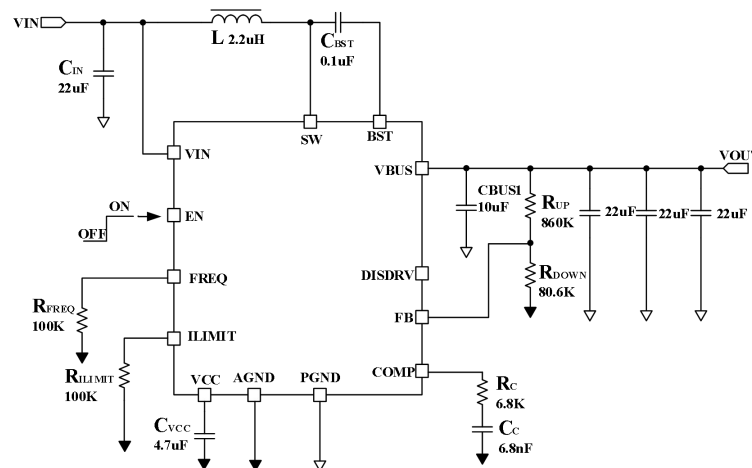 VIN
L 2.2uH
CBST
0.1uF
CIN
22uF
SW
BST
VIN
VBUS
VOUT
CBUS1
10uF
RUP
860K
22uF
22uF
22uF
ON
OFF
EN
FREQ
DISDRV
RDOWN
80.6K
RFREQ
100K
FB
ILIMIT
RILIMIT
100K
VCC
AGND
PGND
COMP
RC
6.8K
CVCC
4.7uF
CC
6.8nF